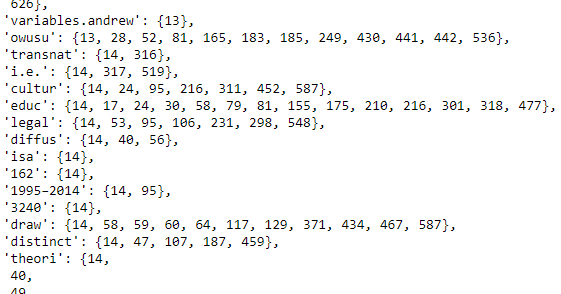 626},
'variables.andrew': {13},
'owusu': {13, 28, 52, 81, 165, 183, 185, 249, 430, 441, 442, 536},
'transnat': {14, 316},
'i.e.': {14, 317, 519},
'cultur': {14, 24, 95, 216, 311, 452, 587},
'educ': {14, 17, 24, 30, 58, 79, 81, 155, 175, 210, 216, 301, 318, 477},
'legal': {14, 53, 95, 106, 231, 298, 548},
'diffus': {14, 40, 56},
'isa': {14},
'162': {14},
'1995–2014': {14, 95},
'3240': {14},
'draw': {14, 58, 59, 60, 64, 117, 129, 371, 434, 467, 587},
'distinct': {14, 47, 107, 187, 459},
'theori': {14,
40,
49